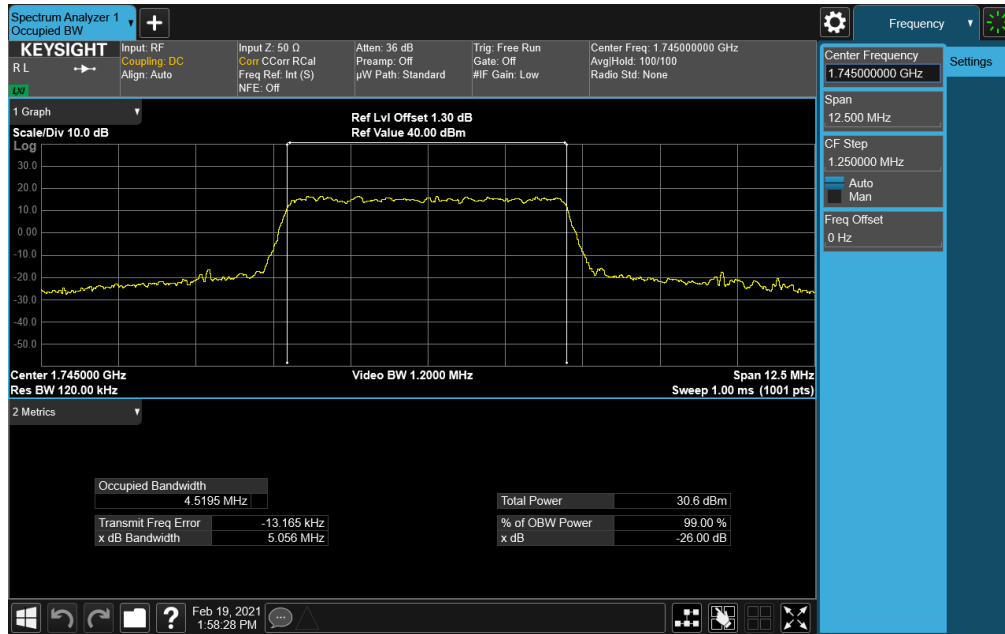 Spectrum Analyzer 1
Occupied BW
Frequency
KEYSIGHT
R L
LXI
Input: RF
Coupling: DC
Align: Auto
Input Z: 50 Ω
Corr CCorr RCal
Freq Ref: Int (S)
NFE: Off
Atten: 36 dB
Preamp: Off
µW Path: Standard
Trig: Free Run
Gate: Off
#IF Gain: Low
Center Freq: 1.745000000 GHz
Avg|Hold: 100/100
Radio Std: None
Center Frequency
1.745000000 GHz
Settings
Span
12.500 MHz
CF Step
1.250000 MHz
Auto
Man
Freq Offset
0 Hz
1 Graph
Scale/Div 10.0 dB
Ref Lvl Offset 1.30 dB
Ref Value 40.00 dBm
Log
30.0
20.0
10.0
0.00
-10.0
-20.0
-30.0
-40.0
-50.0
Center 1.745000 GHz
Video BW 1.2000 MHz
Span 12.5 MHz
Res BW 120.00 kHz
Sweep 1.00 ms (1001 pts)
2 Metrics
Occupied Bandwidth
4.5195 MHz
Total Power 30.6 dBm
Transmit Freq Error -13.165 kHz
% of OBW Power 99.00 %
x dB Bandwidth 5.056 MHz
x dB -26.00 dB
Feb 19, 2021
1:58:28 PM